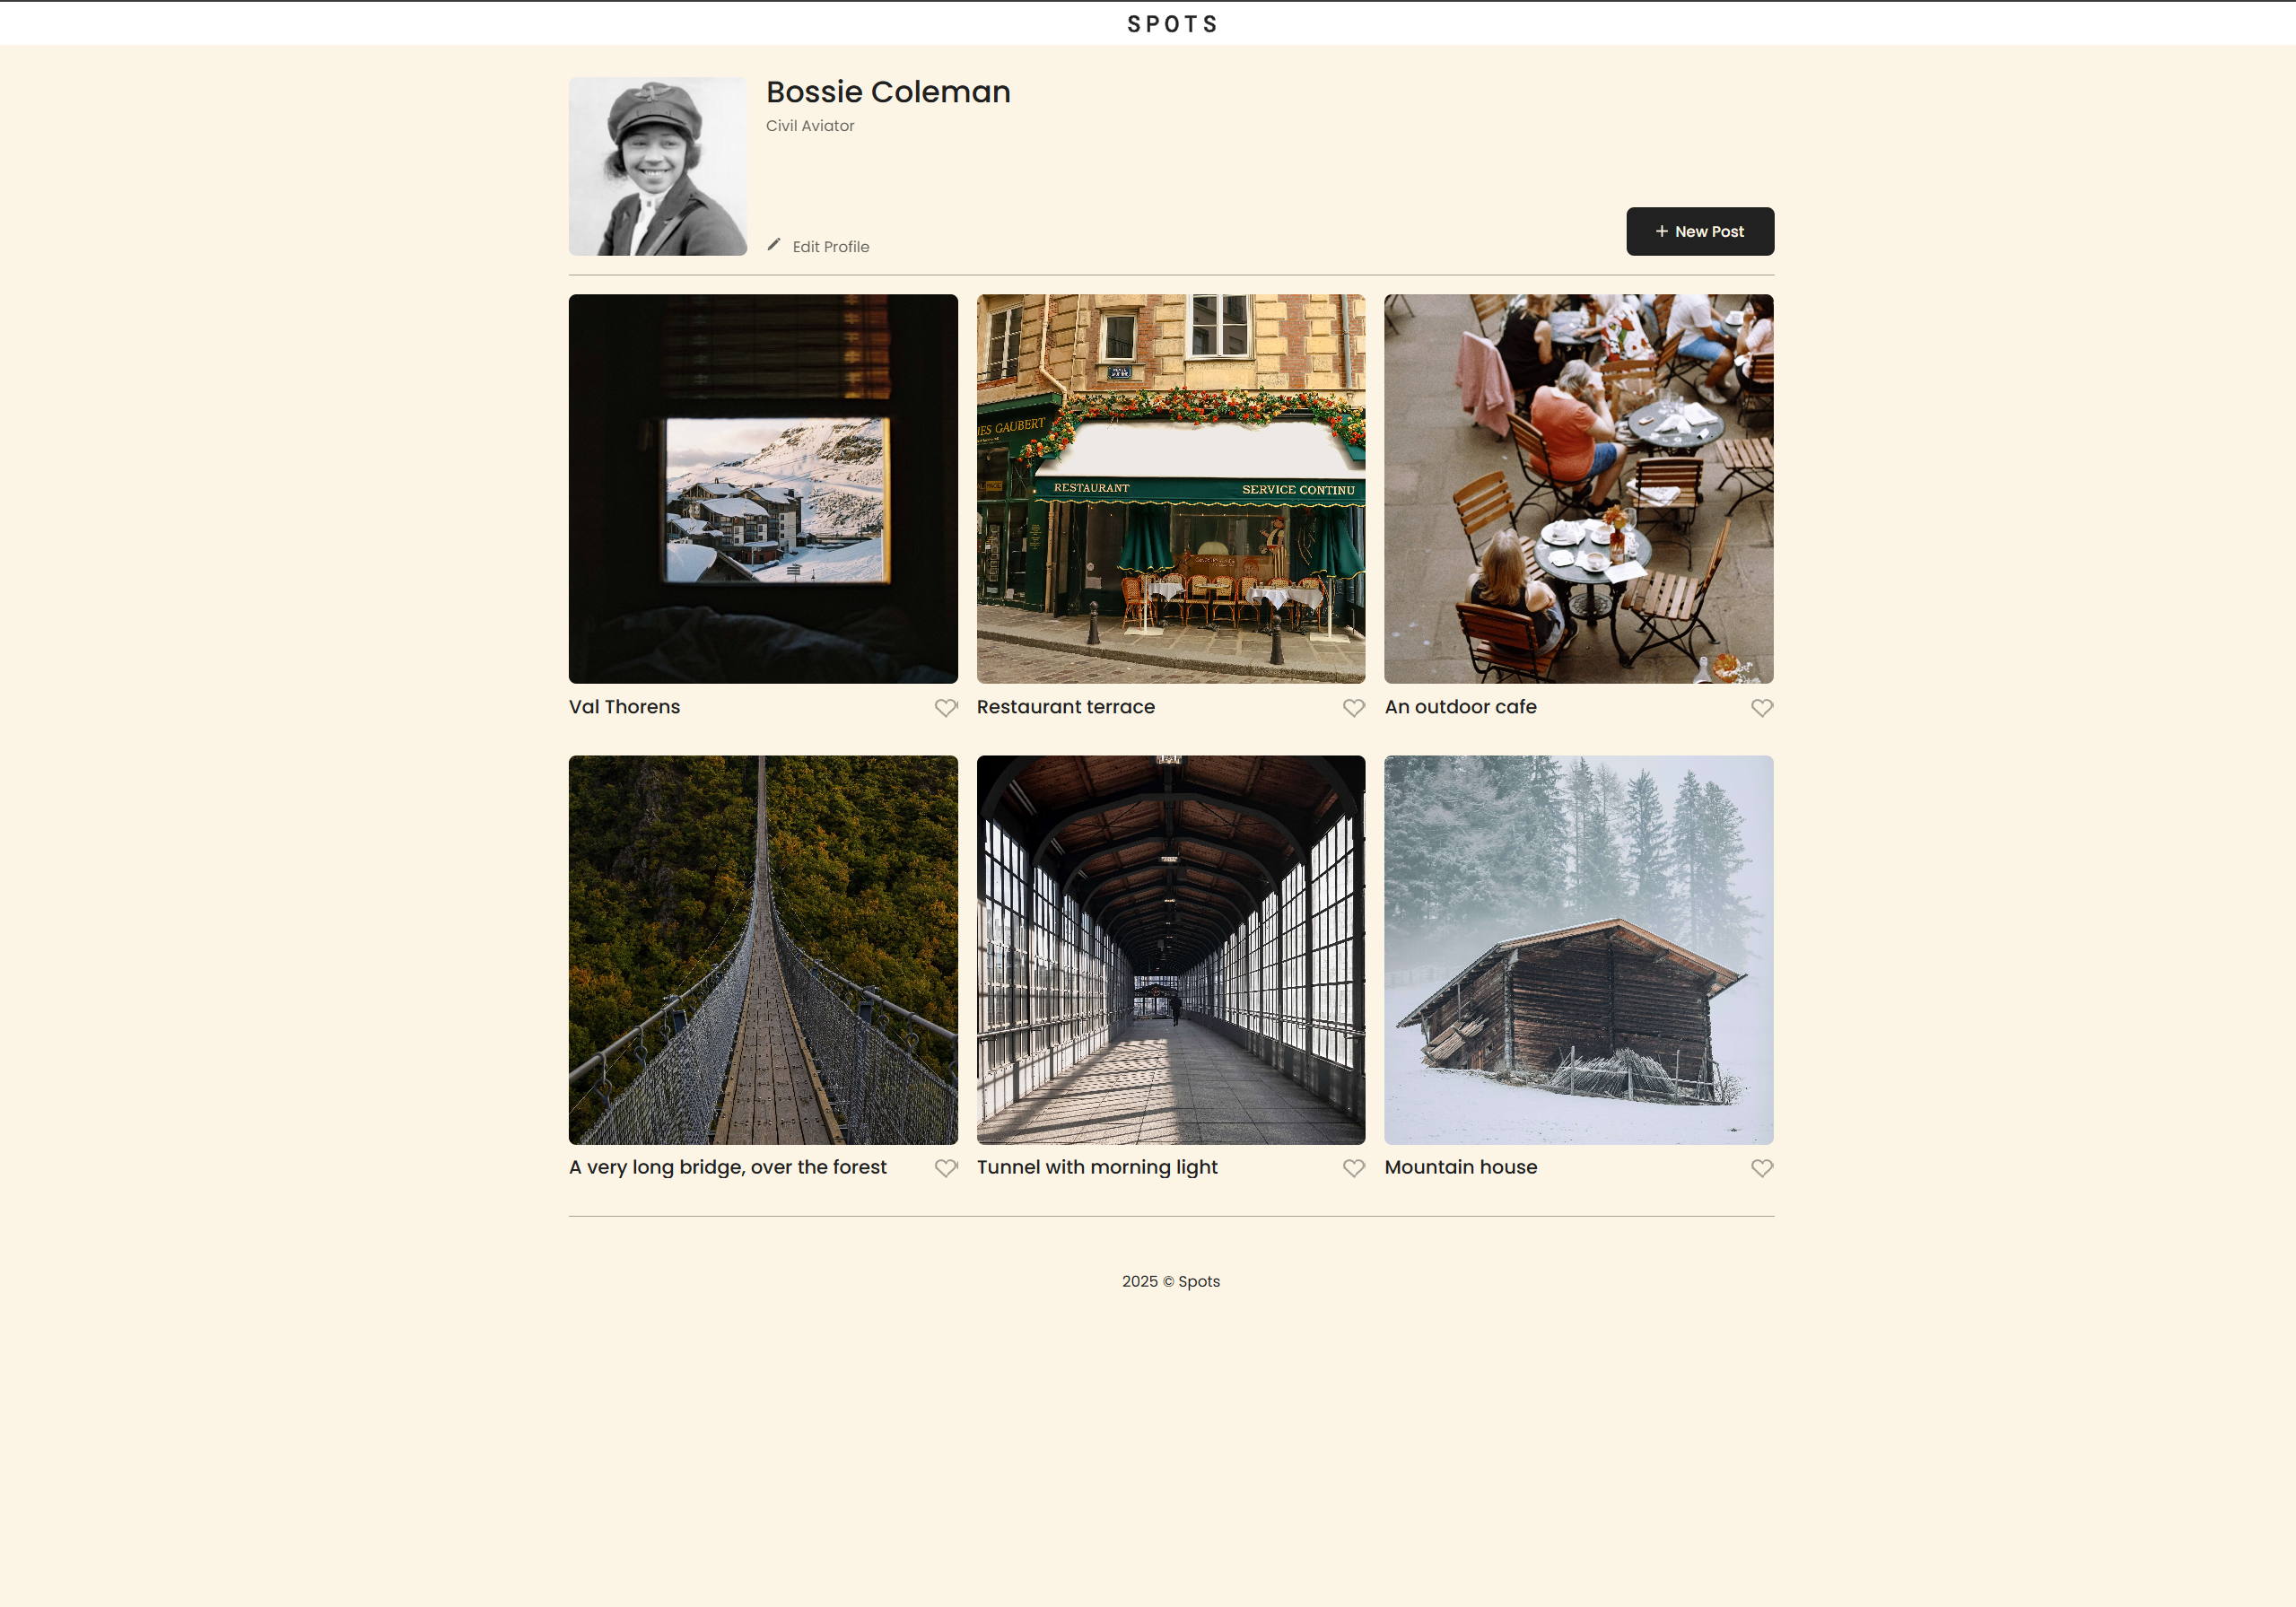 SPOTS
Bossie Coleman
Civil Aviator
Edit Profile
+ New Post
IES GAUBERT
RESTAURANT
SERVICE CONTINU
Val Thorens
Restaurant terrace
An outdoor cafe
A very long bridge, over the forest
Tunnel with morning light
Mountain house
2025 © Spots